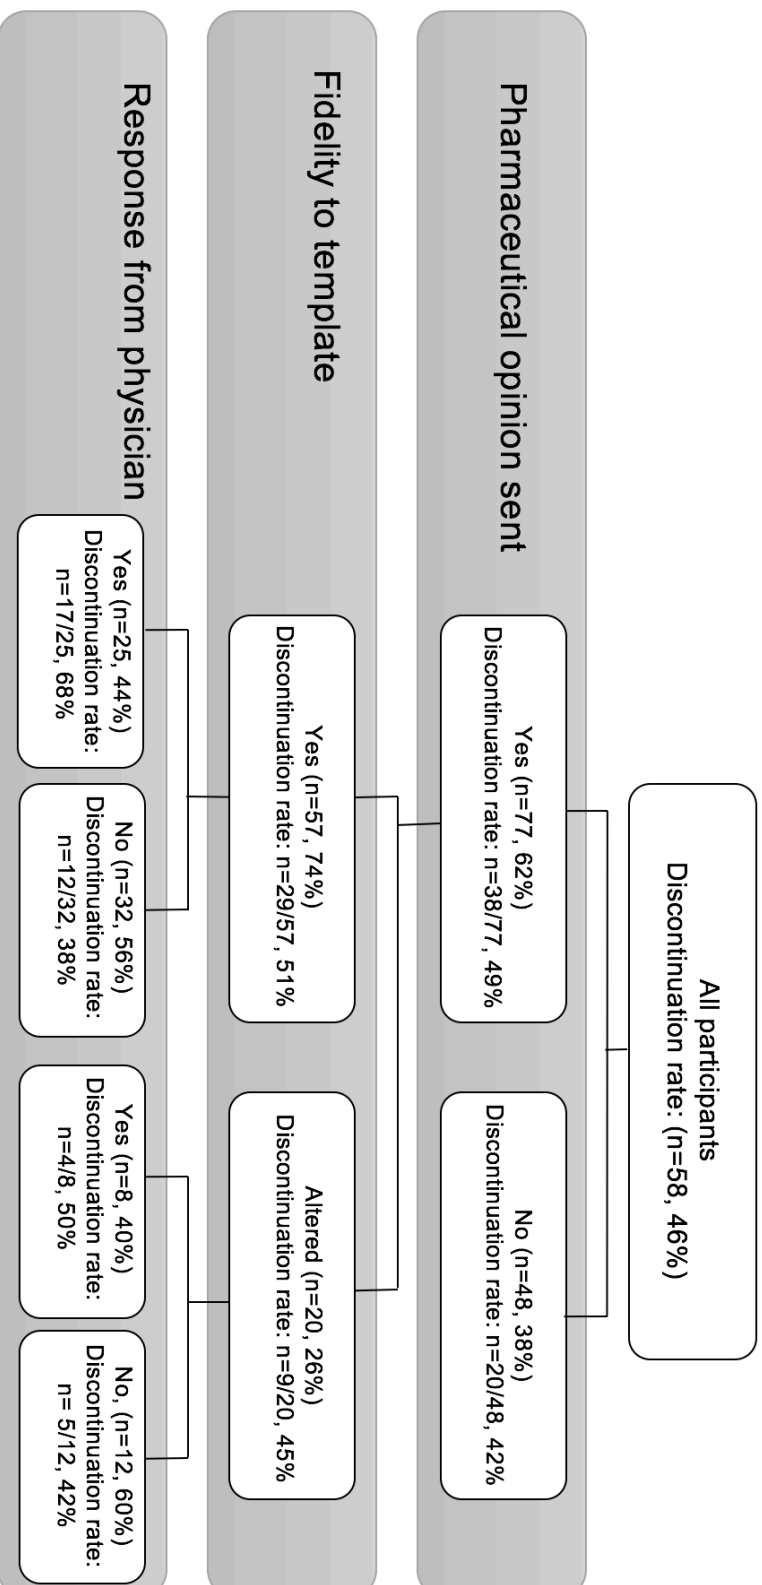 All participants
Discontinuation rate: (n=58, 46%)
Pharmaceutical opinion sent
Yes (n=77, 62%)
Discontinuation rate: n=38/77, 49%
No (n=48, 38%)
Discontinuation rate: n=20/48, 42%
Fidelity to template
Yes (n=57, 74%)
Discontinuation rate: n=29/57, 51%
Altered (n=20, 26%)
Discontinuation rate: n=9/20, 45%
Response from physician
Yes (n=25, 44%)
Discontinuation rate:
n=17/25, 68%
No (n=32, 56%)
Discontinuation rate:
n=12/32, 38%
Yes (n=8, 40%)
Discontinuation rate:
n=4/8, 50%
No, (n=12, 60%)
Discontinuation rate:
n= 5/12, 42%